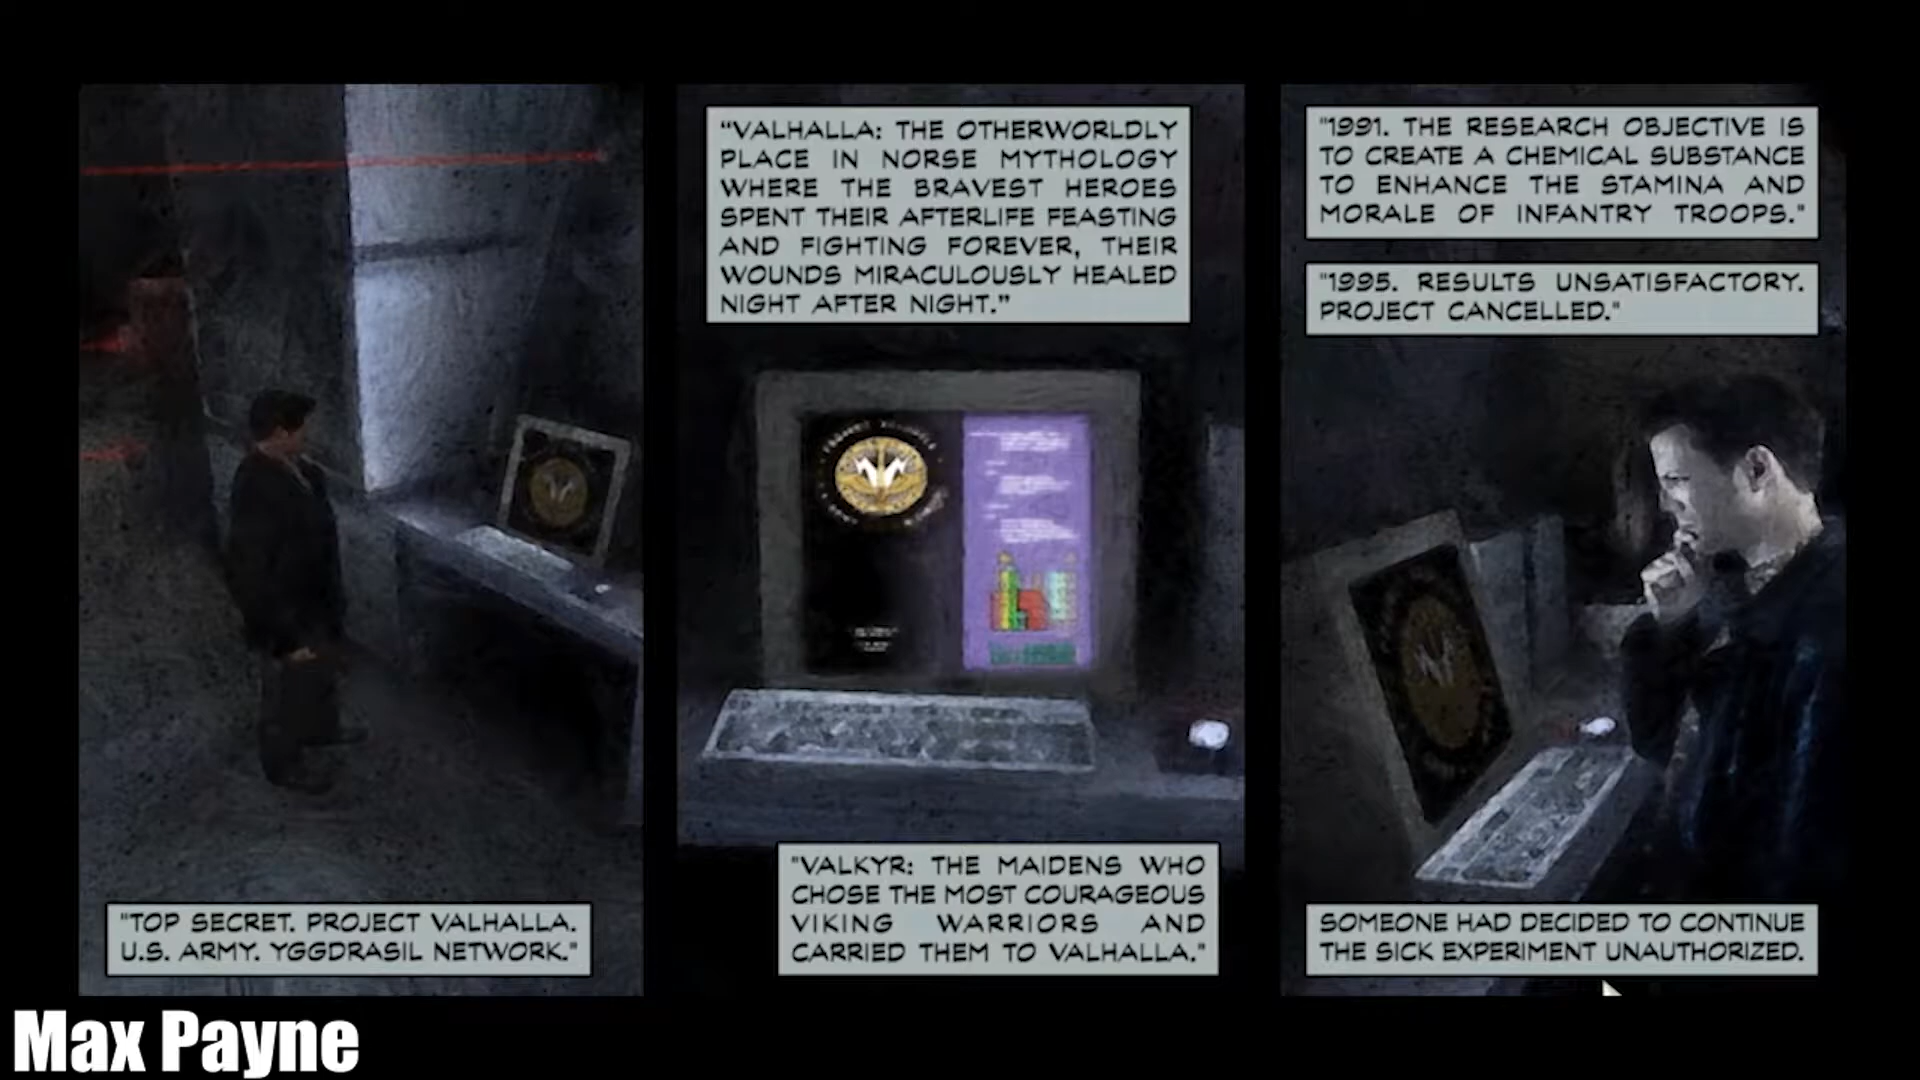 "TOP SECRET. PROJECT VALHALLA.
U.S. ARMY. YGGDRASIL NETWORK."
"VALHALLA: THE OTHERWORLDLY
PLACE IN NORSE MYTHOLOGY
WHERE THE BRAVEST HEROES
SPENT THEIR AFTERLIFE FEASTING
AND FIGHTING FOREVER, THEIR
WOUNDS MIRACULOUSLY HEALED
NIGHT AFTER NIGHT."
"VALKYR: THE MAIDENS WHO
CHOSE THE MOST COURAGEOUS
VIKING WARRIORS AND
CARRIED THEM TO VALHALLA."
"1991. THE RESEARCH OBJECTIVE IS
TO CREATE A CHEMICAL SUBSTANCE
TO ENHANCE THE STAMINA AND
MORALE OF INFANTRY TROOPS."
"1995. RESULTS UNSATISFACTORY.
PROJECT CANCELLED."
SOMEONE HAD DECIDED TO CONTINUE
THE SICK EXPERIMENT UNAUTHORIZED.
Max Payne